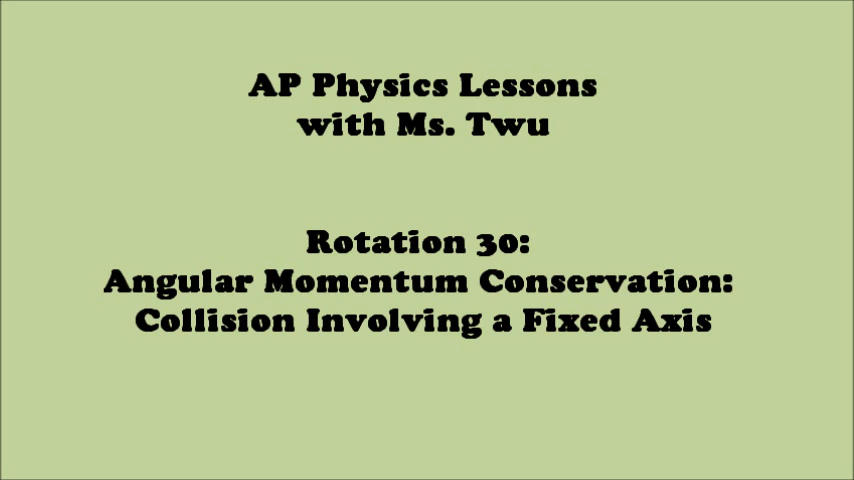 AP Physics Lessons
with Ms. Twu
Rotation 30:
Angular Momentum Conservation:
Collision Involving a Fixed Axis